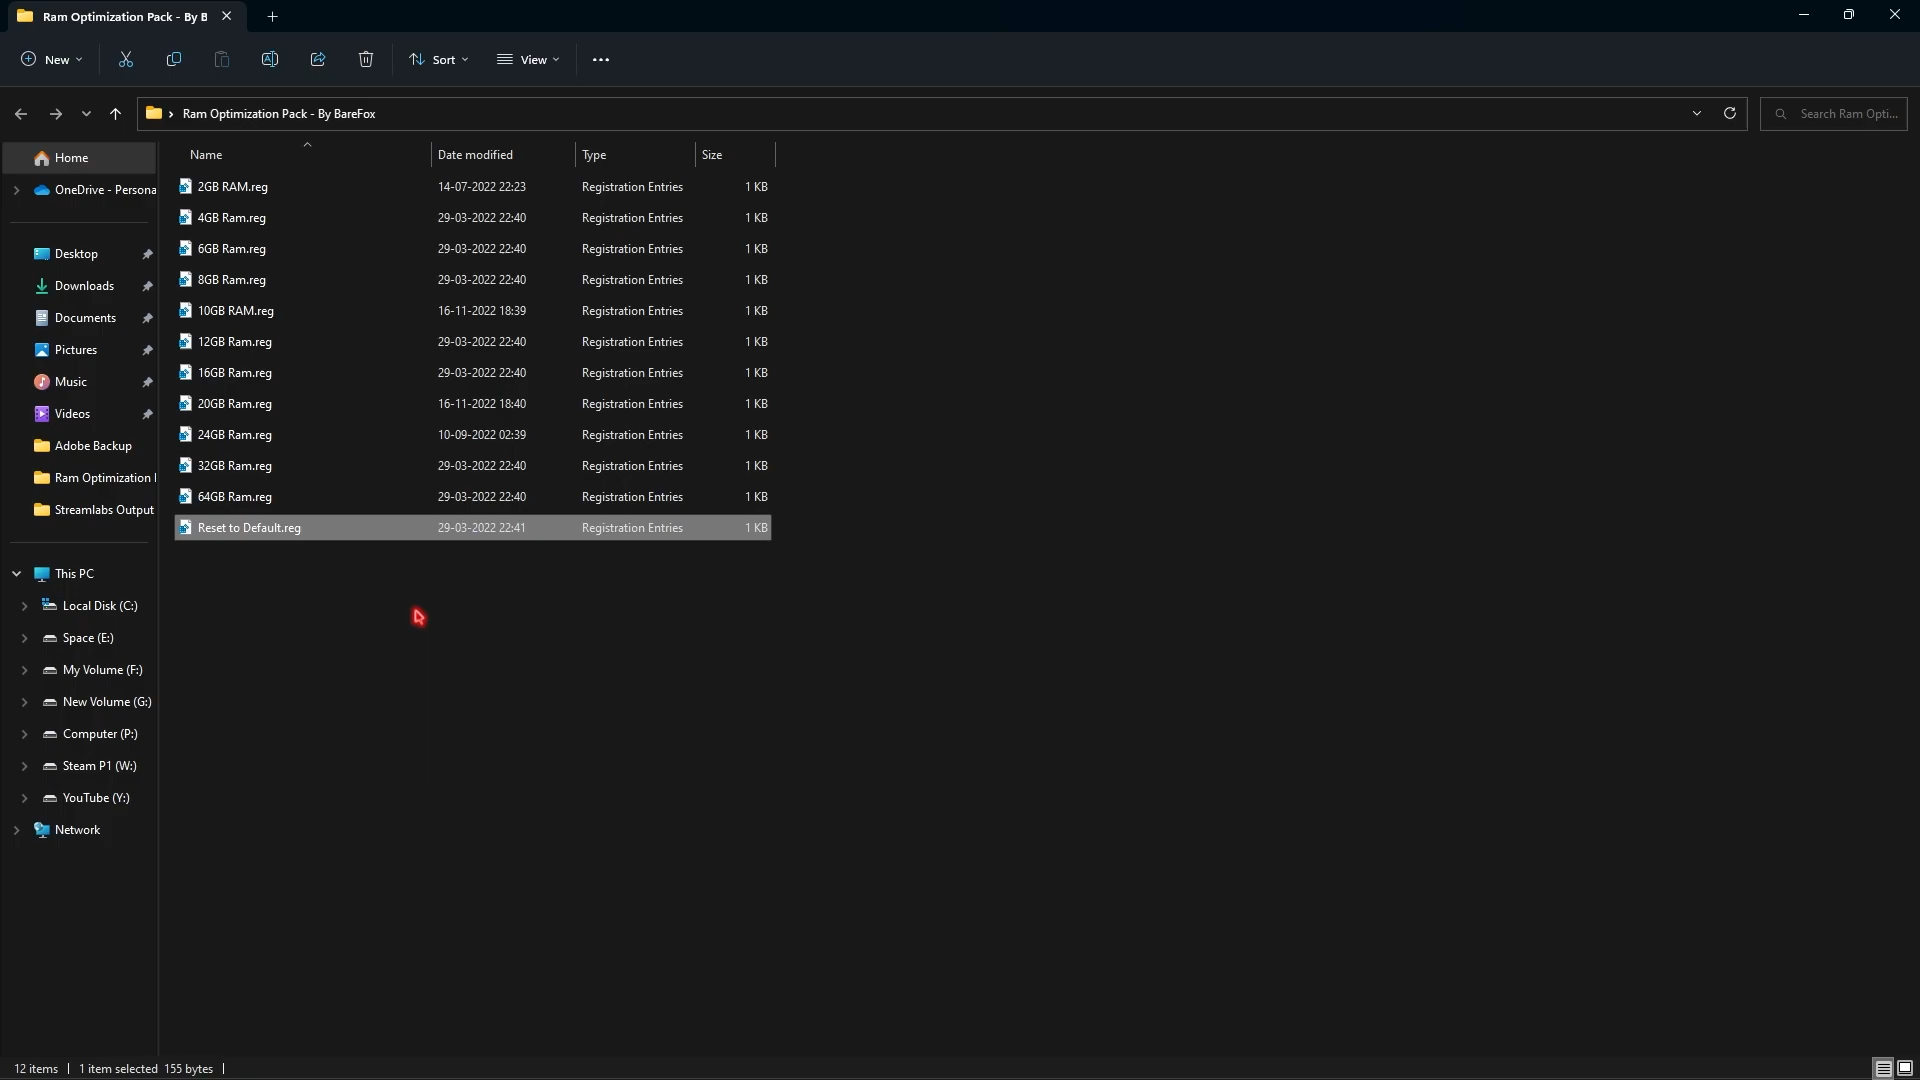 Ram Optimization Pack - By B
New
Sort
View
Ram Optimization Pack - By BareFox
Search Ram Opti...
Name Date modified Type Size
Home
OneDrive - Persona
Desktop
Downloads
Documents
Pictures
Music
Videos
Adobe Backup
Ram Optimization
Streamlabs Output
This PC
Local Disk (C:)
Space (E:)
My Volume (F:)
New Volume (G:)
Computer (P:)
Steam P1 (W:)
YouTube (Y:)
Network
2GB RAM.reg 14-07-2022 22:23 Registration Entries 1 KB
4GB Ram.reg 29-03-2022 22:40 Registration Entries 1 KB
6GB Ram.reg 29-03-2022 22:40 Registration Entries 1 KB
8GB Ram.reg 29-03-2022 22:40 Registration Entries 1 KB
10GB RAM.reg 16-11-2022 18:39 Registration Entries 1 KB
12GB Ram.reg 29-03-2022 22:40 Registration Entries 1 KB
16GB Ram.reg 29-03-2022 22:40 Registration Entries 1 KB
20GB Ram.reg 16-11-2022 18:40 Registration Entries 1 KB
24GB Ram.reg 10-09-2022 02:39 Registration Entries 1 KB
32GB Ram.reg 29-03-2022 22:40 Registration Entries 1 KB
64GB Ram.reg 29-03-2022 22:40 Registration Entries 1 KB
Reset to Default.reg 29-03-2022 22:41 Registration Entries 1 KB
12 items 1 item selected 155 bytes